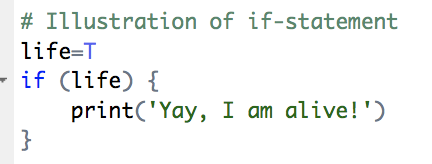 # Illustration of if-statement
life=T
if (life) {
    print('Yay, I am alive!')
}